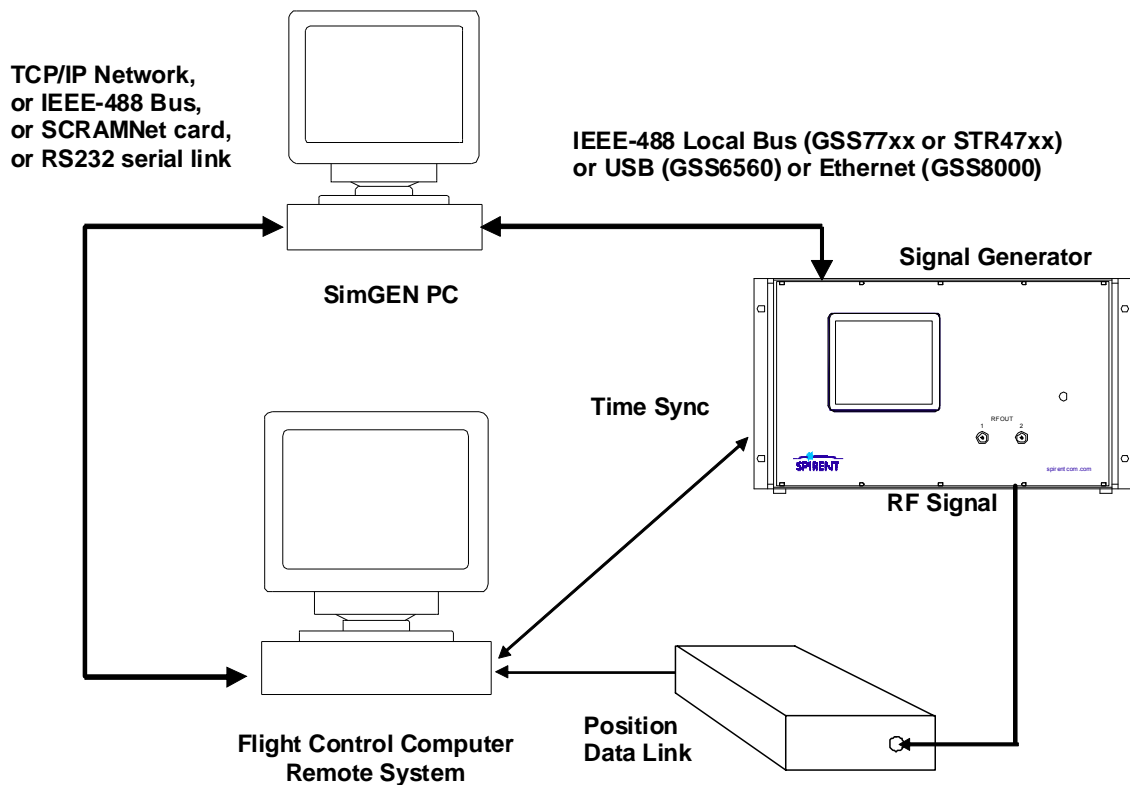 TCP/IP Network,
or IEEE-488 Bus,
or SCRAMNet card,
or RS232 serial link
IEEE-488 Local Bus (GSS77xx or STR47xx)
or USB (GSS6560) or Ethernet (GSS8000)
SimGEN PC
Signal Generator
Time Sync
RFOUT
1 2
SPIRENT
spirentcom.com
RF Signal
Position
Data Link
Flight Control Computer
Remote System